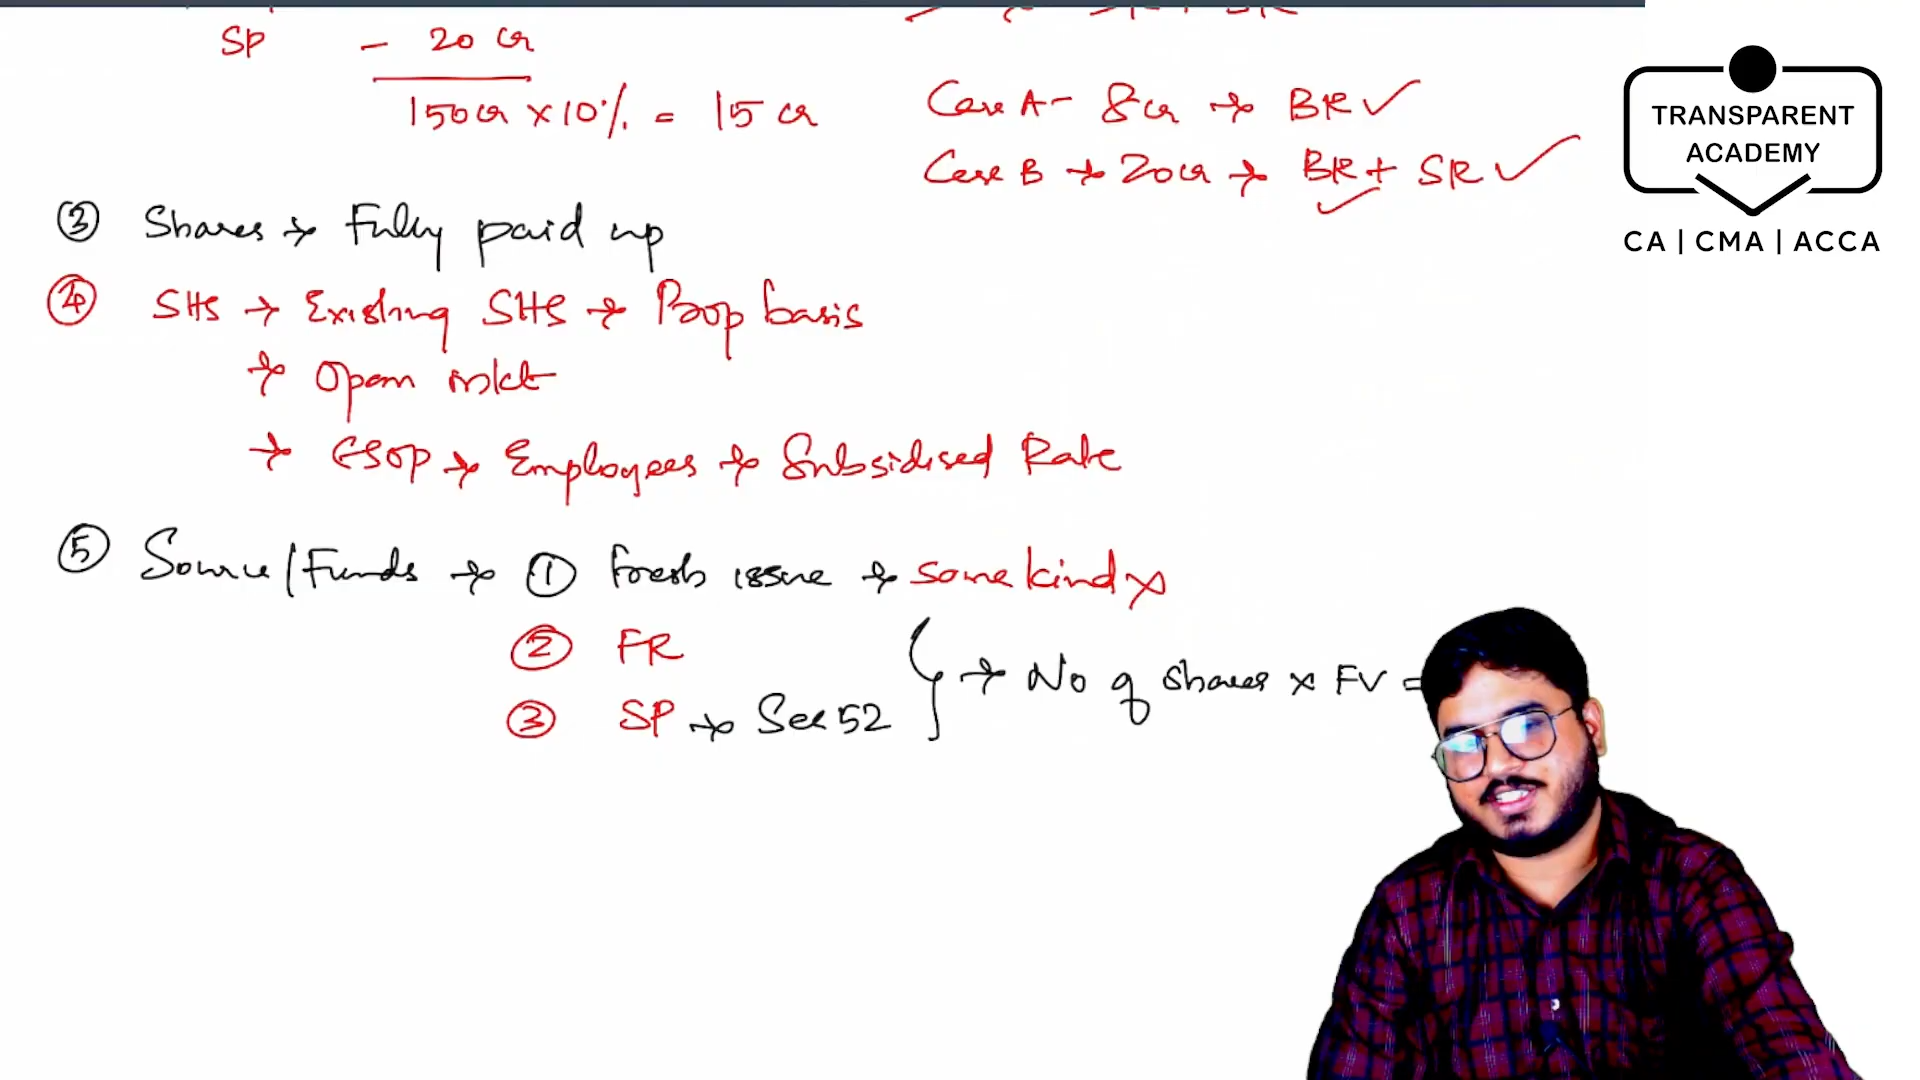 SP - 20 cr
150 cr × 10% = 15 cr
Case A - 8 cr → BR ✓
Case B → 20 cr → BR + SR ✓
③ Shares → Fully paid up
④ SHS → Existing SHS → Prop basis
→ Open mkt
→ ESOP → Employees → Subsidised Rate
⑤ Source/Funds → ① Fresh issue → same kind ×
② FR
③ SP → Sec 52
} → No of shares × FV =
TRANSPARENT
ACADEMY
CA | CMA | ACCA